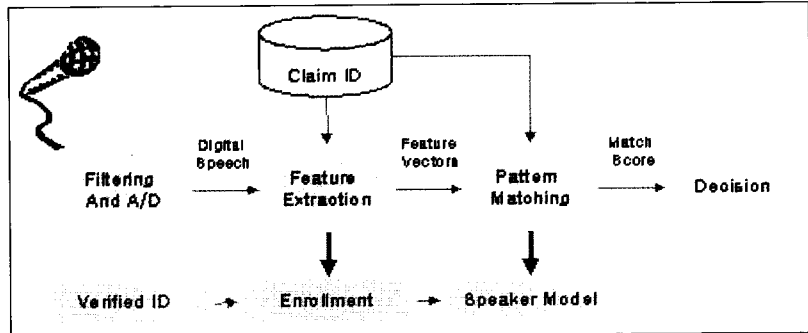 Claim ID
Digital
Speech
Feature
Vectors
Match
Score
Filtering
And A/D
Feature
Extraction
Pattern
Matching
Decision
Verified ID
Enrollment
Speaker Model